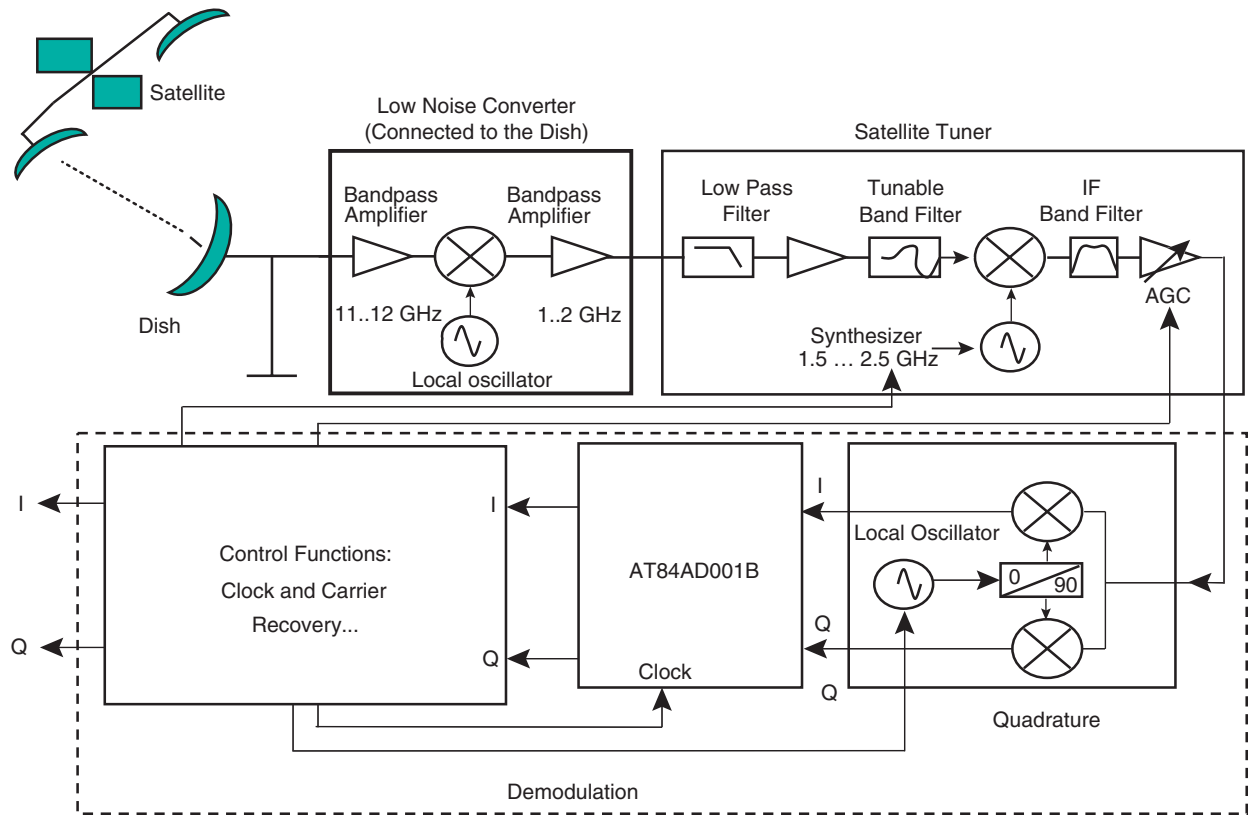 Satellite
Dish
Low Noise Converter
(Connected to the Dish)
Bandpass
Amplifier
Bandpass
Amplifier
11..12 GHz
1..2 GHz
Local oscillator
Satellite Tuner
Low Pass
Filter
Tunable
Band Filter
IF
Band Filter
AGC
Synthesizer
1.5 ... 2.5 GHz
I
Q
Control Functions:
Clock and Carrier
Recovery...
I
Q
AT84AD001B
Clock
I
Q
Q
Local Oscillator
0
90
Quadrature
Demodulation